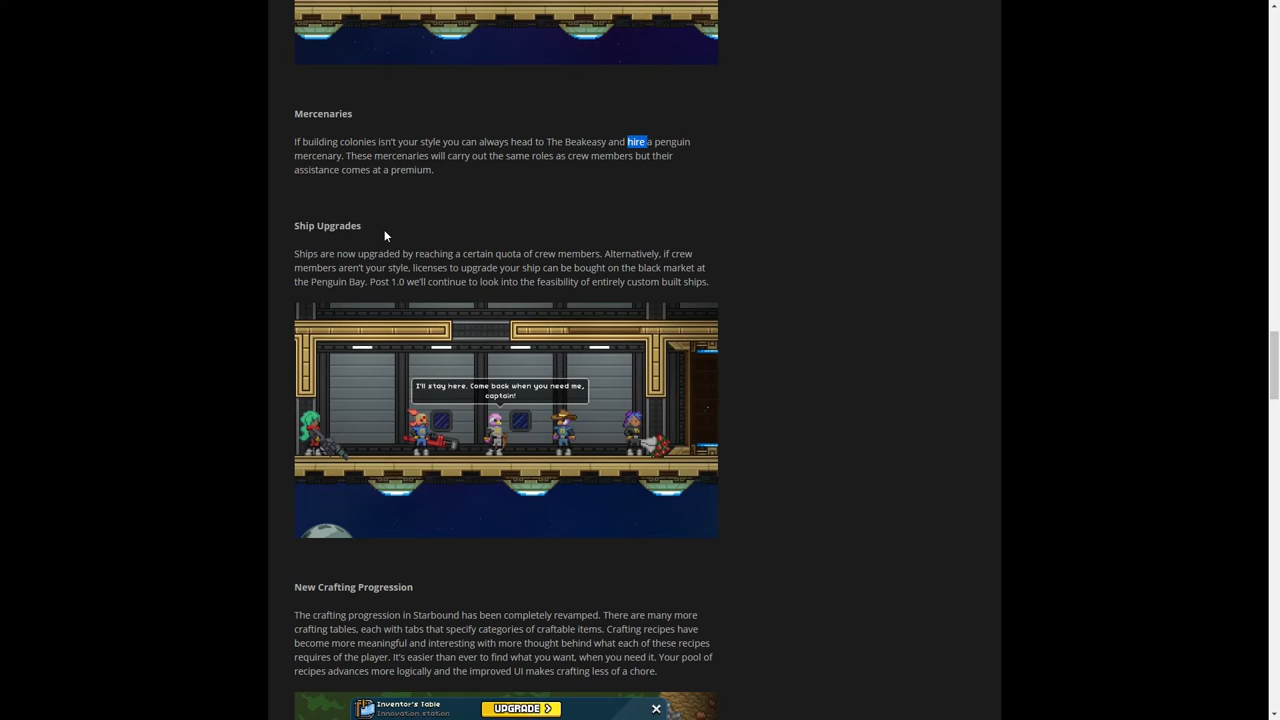 Mercenaries
If building colonies isn't your style you can always head to The Beakeasy and hire a penguin
mercenary. These mercenaries will carry out the same roles as crew members but their
assistance comes at a premium.
Ship Upgrades
Ships are now upgraded by reaching a certain quota of crew members. Alternatively, if crew
members aren't your style, licenses to upgrade your ship can be bought on the black market at
the Penguin Bay. Post 1.0 we'll continue to look into the feasibility of entirely custom built ships.
I'll stay here. Come back when you need me,
captain!
New Crafting Progression
The crafting progression in Starbound has been completely revamped. There are many more
crafting tables, each with tabs that specify categories of craftable items. Crafting recipes have
become more meaningful and interesting with more thought behind what each of these recipes
requires of the player. It's easier than ever to find what you want, when you need it. Your pool of
recipes advances more logically and the improved UI makes crafting less of a chore.
Inventor's Table
Innovation station
UPGRADE